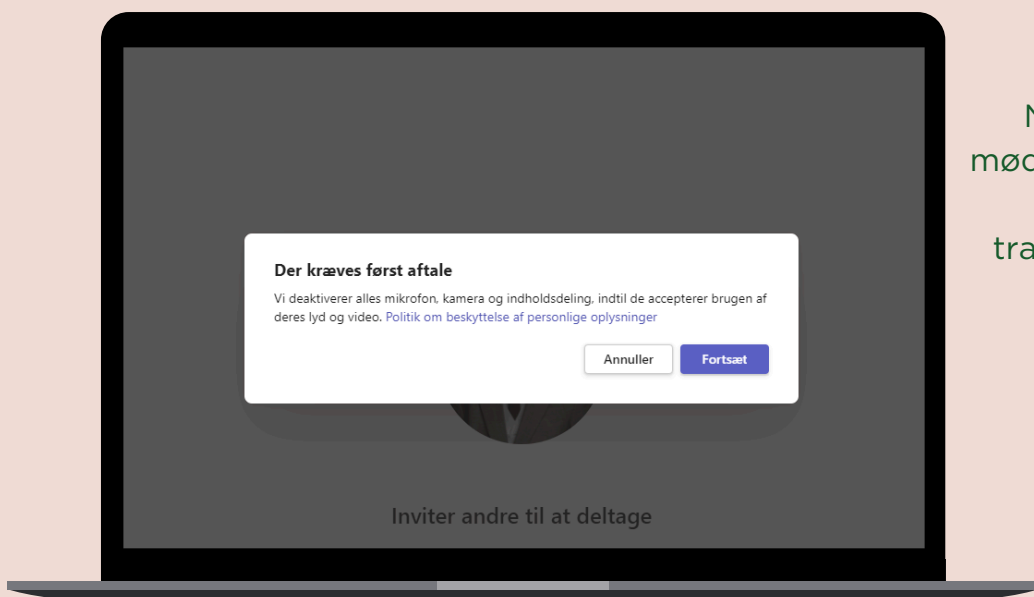 Der kræves først aftale
Vi deaktiverer alles mikrofon, kamera og indholdsdeling, indtil de accepterer brugen af
deres lyd og video. Politik om beskyttelse af personlige oplysninger
Annuller Fortsæt
Inviter andre til at deltage